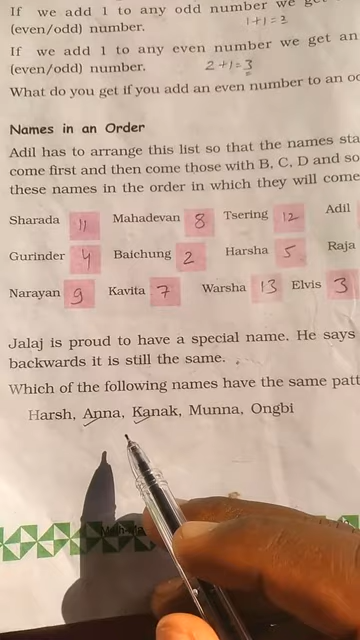 If we add 1 to any odd number we get
(even/odd) number. 1+1=2
If we add 1 to any even number we get an
(even/odd) number. 2+1=3
What do you get if you add an even number to an
Names in an Order
Adil has to arrange this list so that the names
come first and then come those with B, C, D and
these names in the order in which they will come
Sharada 11 Mahadevan 8 Tsering 12 Adil
Gurinder 4 Baichung 2 Harsha 5 Raja
Narayan 9 Kavita 7 Warsha 13 Elvis 3
Jalaj is proud to have a special name. He says
backwards it is still the same.
Which of the following names have the same
Harsh, Anna, Kanak, Munna, Ongbi